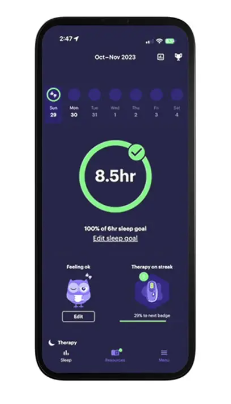 2:47
Oct–Nov 2023
Sun Mon Tue Wed Thu Fri Sat
29 30 31 1 2 3 4
8.5hr
100% of 6hr sleep goal
Edit sleep goal
Feeling ok
Therapy on streak
Edit
29% to next badge
Therapy
Sleep
Resources
Menu